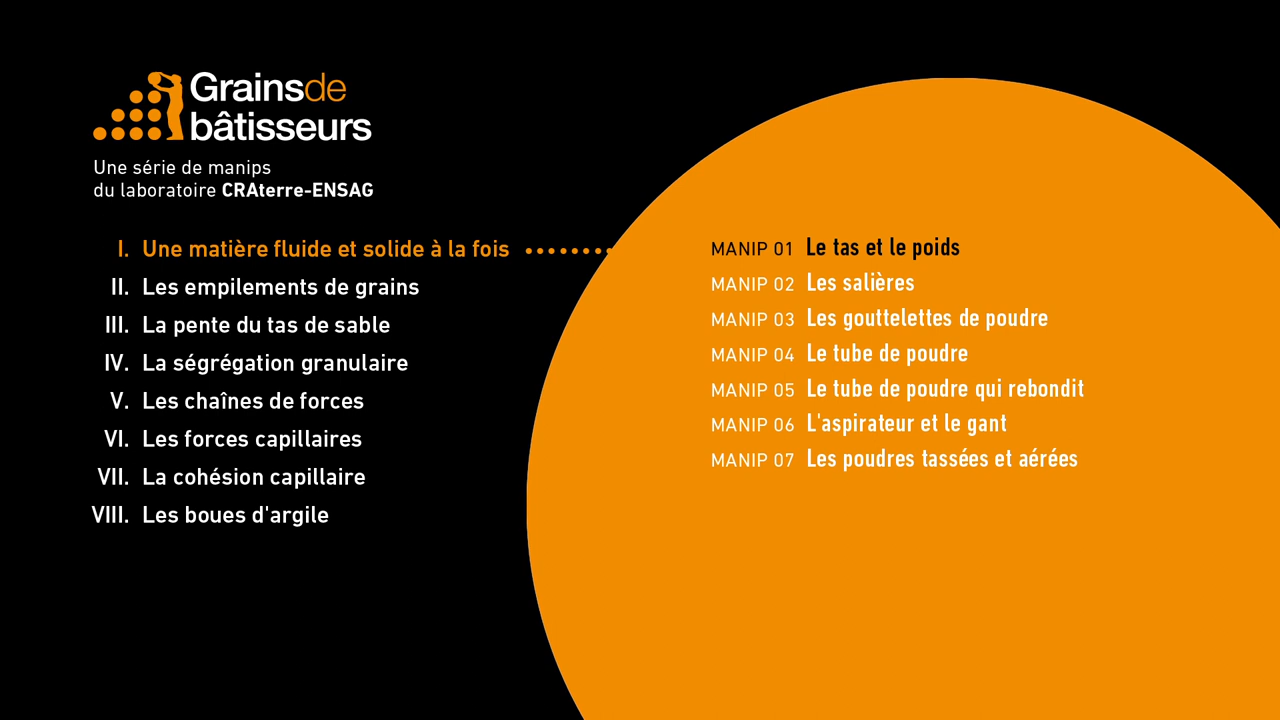 Grainsde
bâtisseurs
Une série de manips
du laboratoire CRAterre-ENSAG
I. Une matière fluide et solide à la fois
II. Les empilements de grains
III. La pente du tas de sable
IV. La ségrégation granulaire
V. Les chaînes de forces
VI. Les forces capillaires
VII. La cohésion capillaire
VIII. Les boues d'argile
MANIP 01 Le tas et le poids
MANIP 02 Les salières
MANIP 03 Les gouttelettes de poudre
MANIP 04 Le tube de poudre
MANIP 05 Le tube de poudre qui rebondit
MANIP 06 L'aspirateur et le gant
MANIP 07 Les poudres tassées et aérées